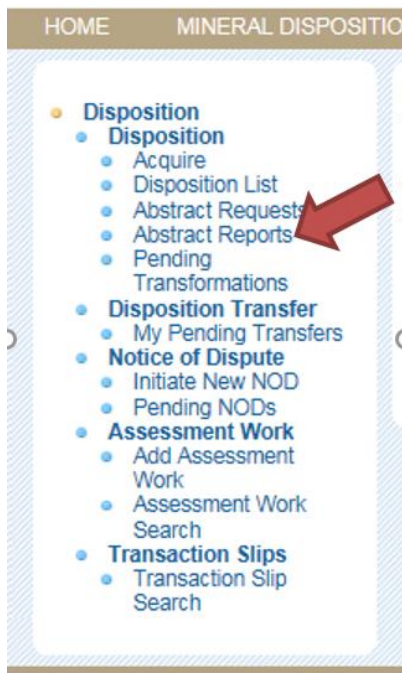 HOME MINERAL DISPOSITIO
Disposition
Disposition
Acquire
Disposition List
Abstract Requests
Abstract Reports
Pending
Transformations
Disposition Transfer
My Pending Transfers
Notice of Dispute
Initiate New NOD
Pending NODs
Assessment Work
Add Assessment
Work
Assessment Work
Search
Transaction Slips
Transaction Slip
Search